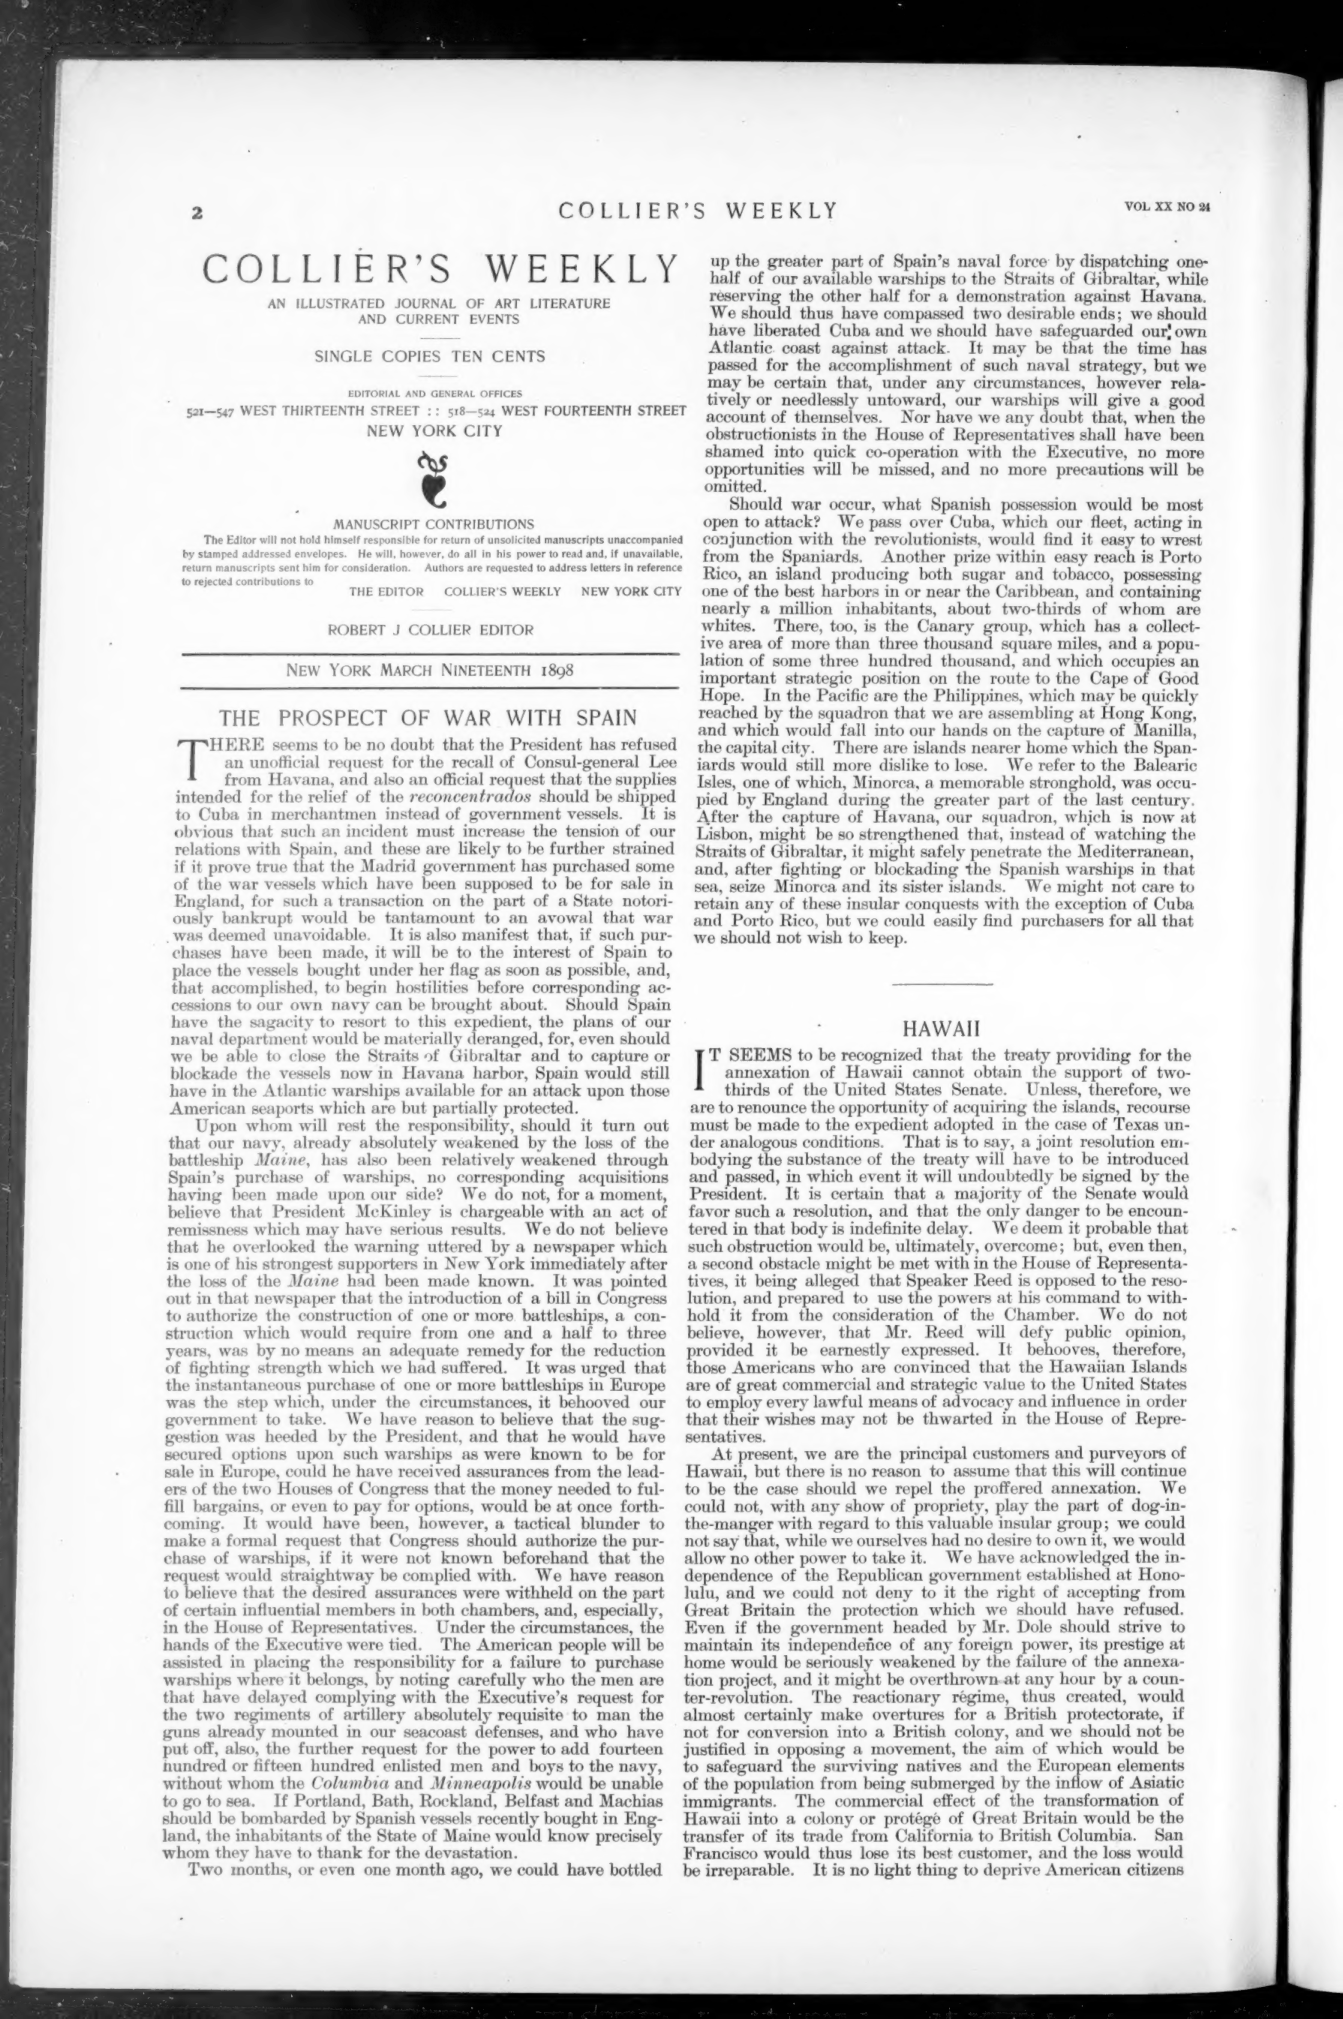 2
COLLIER'S WEEKLY
VOL XX NO 24
COLLIER'S WEEKLY
AN ILLUSTRATED JOURNAL OF ART LITERATURE
AND CURRENT EVENTS
SINGLE COPIES TEN CENTS
EDITORIAL AND GENERAL OFFICES
521—547 WEST THIRTEENTH STREET :: 518—524 WEST FOURTEENTH STREET
NEW YORK CITY
MANUSCRIPT CONTRIBUTIONS
The Editor will not hold himself responsible for return of unsolicited manuscripts unaccompanied
by stamped addressed envelopes. He will, however, do all in his power to read and, if unavailable,
return manuscripts sent him for consideration. Authors are requested to address letters in reference
to rejected contributions to
THE EDITOR COLLIER'S WEEKLY NEW YORK CITY
ROBERT J COLLIER EDITOR
NEW YORK MARCH NINETEENTH 1898
THE PROSPECT OF WAR WITH SPAIN
THERE seems to be no doubt that the President has refused
an unofficial request for the recall of Consul-general Lee
from Havana, and also an official request that the supplies
intended for the relief of the reconcentrados should be shipped
to Cuba in merchantmen instead of government vessels. It is
obvious that such an incident must increase the tension of our
relations with Spain, and these are likely to be further strained
if it prove true that the Madrid government has purchased some
of the war vessels which have been supposed to be for sale in
England, for such a transaction on the part of a State notori-
ously bankrupt would be tantamount to an avowal that war
was deemed unavoidable. It is also manifest that, if such pur-
chases have been made, it will be to the interest of Spain to
place the vessels bought under her flag as soon as possible, and,
that accomplished, to begin hostilities before corresponding ac-
cessions to our own navy can be brought about. Should Spain
have the sagacity to resort to this expedient, the plans of our
naval department would be materially deranged, for, even should
we be able to close the Straits of Gibraltar and to capture or
blockade the vessels now in Havana harbor, Spain would still
have in the Atlantic warships available for an attack upon those
American seaports which are but partially protected.
Upon whom will rest the responsibility, should it turn out
that our navy, already absolutely weakened by the loss of the
battleship Maine, has also been relatively weakened through
Spain's purchase of warships, no corresponding acquisitions
having been made upon our side? We do not, for a moment,
believe that President McKinley is chargeable with an act of
remissness which may have serious results. We do not believe
that he overlooked the warning uttered by a newspaper which
is one of his strongest supporters in New York immediately after
the loss of the Maine had been made known. It was pointed
out in that newspaper that the introduction of a bill in Congress
to authorize the construction of one or more battleships, a con-
struction which would require from one and a half to three
years, was by no means an adequate remedy for the reduction
of fighting strength which we had suffered. It was urged that
the instantaneous purchase of one or more battleships in Europe
was the step which, under the circumstances, it behooved our
government to take. We have reason to believe that the sug-
gestion was heeded by the President, and that he would have
secured options upon such warships as were known to be for
sale in Europe, could he have received assurances from the lead-
ers of the two Houses of Congress that the money needed to ful-
fill bargains, or even to pay for options, would be at once forth-
coming. It would have been, however, a tactical blunder to
make a formal request that Congress should authorize the pur-
chase of warships, if it were not known beforehand that the
request would straightway be complied with. We have reason
to believe that the desired assurances were withheld on the part
of certain influential members in both chambers, and, especially,
in the House of Representatives. Under the circumstances, the
hands of the Executive were tied. The American people will be
assisted in placing the responsibility for a failure to purchase
warships where it belongs, by noting carefully who the men are
that have delayed complying with the Executive's request for
the two regiments of artillery absolutely requisite to man the
guns already mounted in our seacoast defenses, and who have
put off, also, the further request for the power to add fourteen
hundred or fifteen hundred enlisted men and boys to the navy,
without whom the Columbia and Minneapolis would be unable
to go to sea. If Portland, Bath, Rockland, Belfast and Machias
should be bombarded by Spanish vessels recently bought in Eng-
land, the inhabitants of the State of Maine would know precisely
whom they have to thank for the devastation.
Two months, or even one month ago, we could have bottled
up the greater part of Spain's naval force by dispatching one-
half of our available warships to the Straits of Gibraltar, while
reserving the other half for a demonstration against Havana.
We should thus have compassed two desirable ends; we should
have liberated Cuba and we should have safeguarded our own
Atlantic coast against attack. It may be that the time has
passed for the accomplishment of such naval strategy, but we
may be certain that, under any circumstances, however rela-
tively or needlessly untoward, our warships will give a good
account of themselves. Nor have we any doubt that, when the
obstructionists in the House of Representatives shall have been
shamed into quick co-operation with the Executive, no more
opportunities will be missed, and no more precautions will be
omitted.
Should war occur, what Spanish possession would be most
open to attack? We pass over Cuba, which our fleet, acting in
conjunction with the revolutionists, would find it easy to wrest
from the Spaniards. Another prize within easy reach is Porto
Rico, an island producing both sugar and tobacco, possessing
one of the best harbors in or near the Caribbean, and containing
nearly a million inhabitants, about two-thirds of whom are
whites. There, too, is the Canary group, which has a collect-
ive area of more than three thousand square miles, and a popu-
lation of some three hundred thousand, and which occupies an
important strategic position on the route to the Cape of Good
Hope. In the Pacific are the Philippines, which may be quickly
reached by the squadron that we are assembling at Hong Kong,
and which would fall into our hands on the capture of Manilla,
the capital city. There are islands nearer home which the Span-
iards would still more dislike to lose. We refer to the Balearic
Isles, one of which, Minorca, a memorable stronghold, was occu-
pied by England during the greater part of the last century.
After the capture of Havana, our squadron, which is now at
Lisbon, might be so strengthened that, instead of watching the
Straits of Gibraltar, it might safely penetrate the Mediterranean,
and, after fighting or blockading the Spanish warships in that
sea, seize Minorca and its sister islands. We might not care to
retain any of these insular conquests with the exception of Cuba
and Porto Rico, but we could easily find purchasers for all that
we should not wish to keep.
HAWAII
IT SEEMS to be recognized that the treaty providing for the
annexation of Hawaii cannot obtain the support of two-
thirds of the United States Senate. Unless, therefore, we
are to renounce the opportunity of acquiring the islands, recourse
must be made to the expedient adopted in the case of Texas un-
der analogous conditions. That is to say, a joint resolution em-
bodying the substance of the treaty will have to be introduced
and passed, in which event it will undoubtedly be signed by the
President. It is certain that a majority of the Senate would
favor such a resolution, and that the only danger to be encoun-
tered in that body is indefinite delay. We deem it probable that
such obstruction would be, ultimately, overcome; but, even then,
a second obstacle might be met with in the House of Representa-
tives, it being alleged that Speaker Reed is opposed to the reso-
lution, and prepared to use the powers at his command to with-
hold it from the consideration of the Chamber. We do not
believe, however, that Mr. Reed will defy public opinion,
provided it be earnestly expressed. It behooves, therefore,
those Americans who are convinced that the Hawaiian Islands
are of great commercial and strategic value to the United States
to employ every lawful means of advocacy and influence in order
that their wishes may not be thwarted in the House of Repre-
sentatives.
At present, we are the principal customers and purveyors of
Hawaii, but there is no reason to assume that this will continue
to be the case should we repel the proffered annexation. We
could not, with any show of propriety, play the part of dog-in-
the-manger with regard to this valuable insular group; we could
not say that, while we ourselves had no desire to own it, we would
allow no other power to take it. We have acknowledged the in-
dependence of the Republican government established at Hono-
lulu, and we could not deny to it the right of accepting from
Great Britain the protection which we should have refused.
Even if the government headed by Mr. Dole should strive to
maintain its independence of any foreign power, its prestige at
home would be seriously weakened by the failure of the annexa-
tion project, and it might be overthrown at any hour by a coun-
ter-revolution. The reactionary régime, thus created, would
almost certainly make overtures for a British protectorate, if
not for conversion into a British colony, and we should not be
justified in opposing a movement, the aim of which would be
to safeguard the surviving natives and the European elements
of the population from being submerged by the inflow of Asiatic
immigrants. The commercial effect of the transformation of
Hawaii into a colony or protégé of Great Britain would be the
transfer of its trade from California to British Columbia. San
Francisco would thus lose its best customer, and the loss would
be irreparable. It is no light thing to deprive American citizens